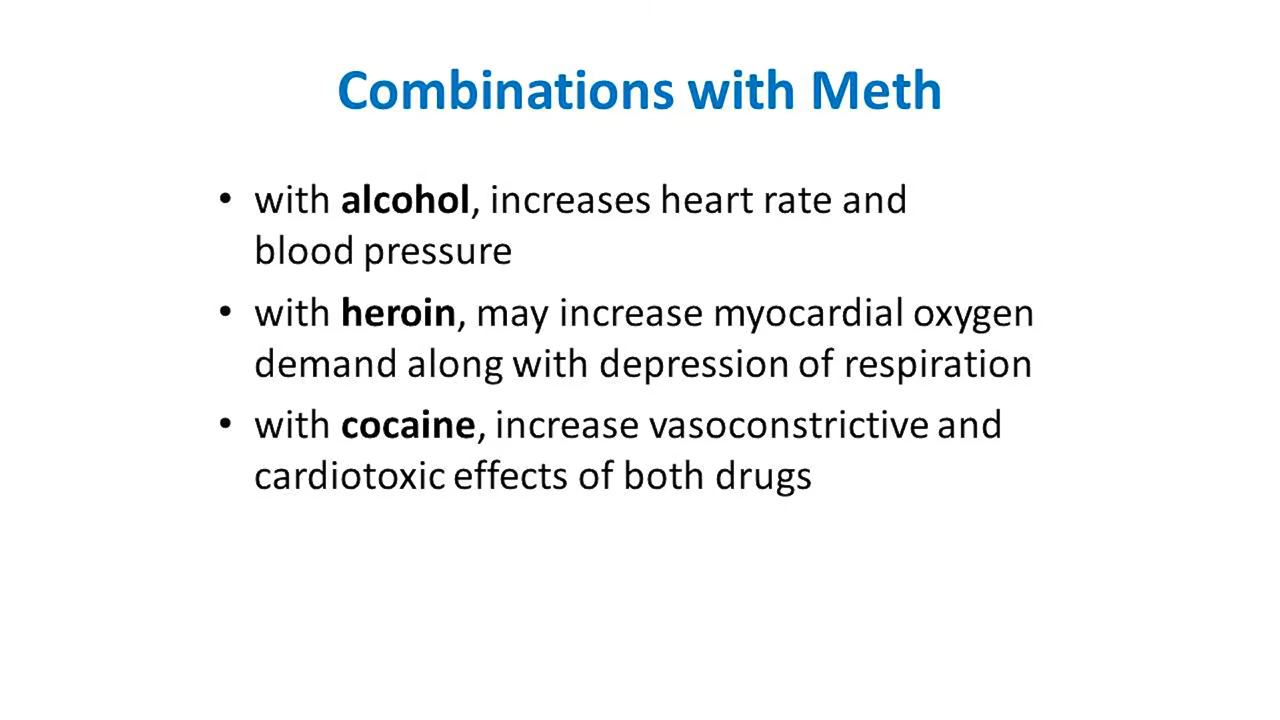 Combinations with Meth
• with alcohol, increases heart rate and
blood pressure
• with heroin, may increase myocardial oxygen
demand along with depression of respiration
• with cocaine, increase vasoconstrictive and
cardiotoxic effects of both drugs